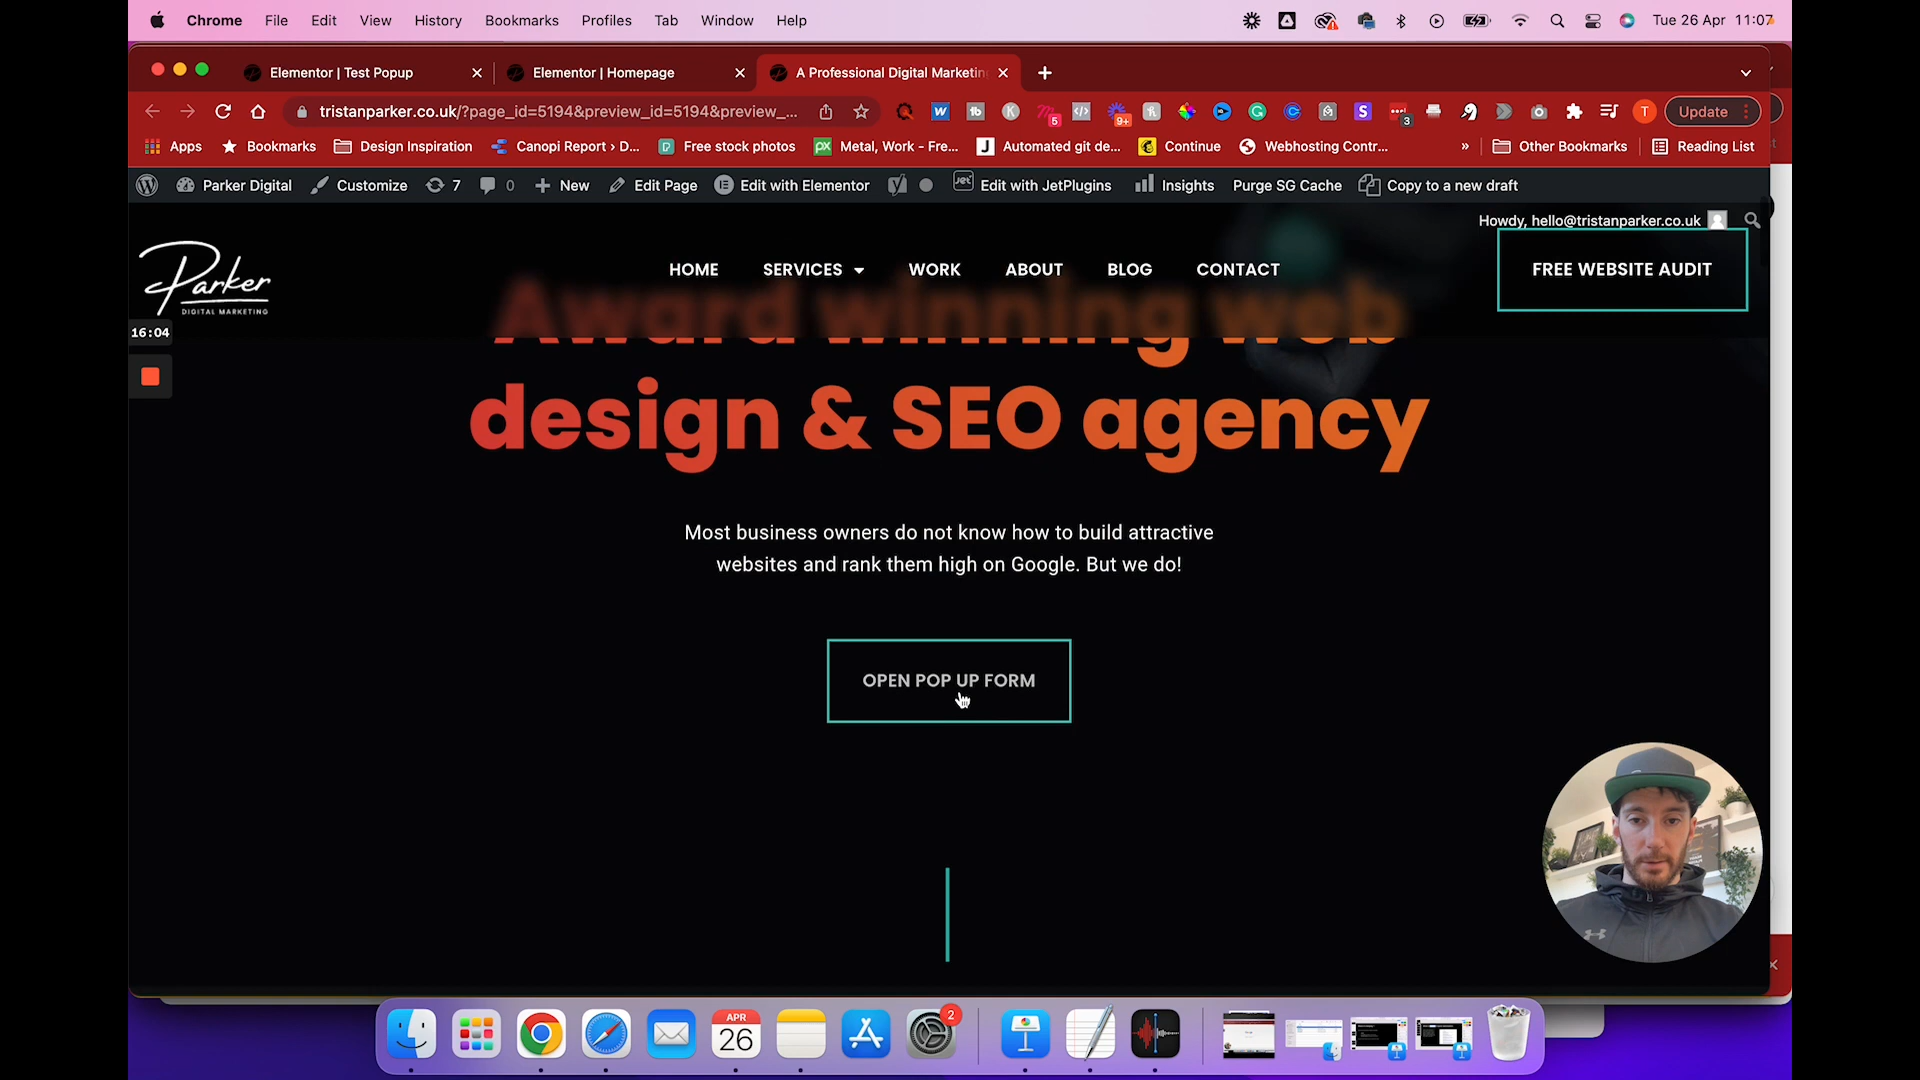 Chrome File Edit View History Bookmarks Profiles Tab Window Help Tue 26 Apr 11:07
Elementor | Test Popup Elementor | Homepage A Professional Digital Marketin
tristanparker.co.uk/?page_id=5194&preview_id=5194&preview_... 5 9+ 3 T Update
Apps Bookmarks Design Inspiration Canopi Report › D... Free stock photos px Metal, Work - Fre... J Automated git de... Continue Webhosting Contr... » Other Bookmarks Reading List
Parker Digital Customize 7 0 New Edit Page Edit with Elementor Jet Edit with JetPlugins Insights Purge SG Cache Copy to a new draft
Howdy, hello@tristanparker.co.uk
Parker
DIGITAL MARKETING
HOME SERVICES WORK ABOUT BLOG CONTACT FREE WEBSITE AUDIT
16:04
Award winning web
design & SEO agency
Most business owners do not know how to build attractive
websites and rank them high on Google. But we do!
OPEN POP UP FORM
APR
26
2